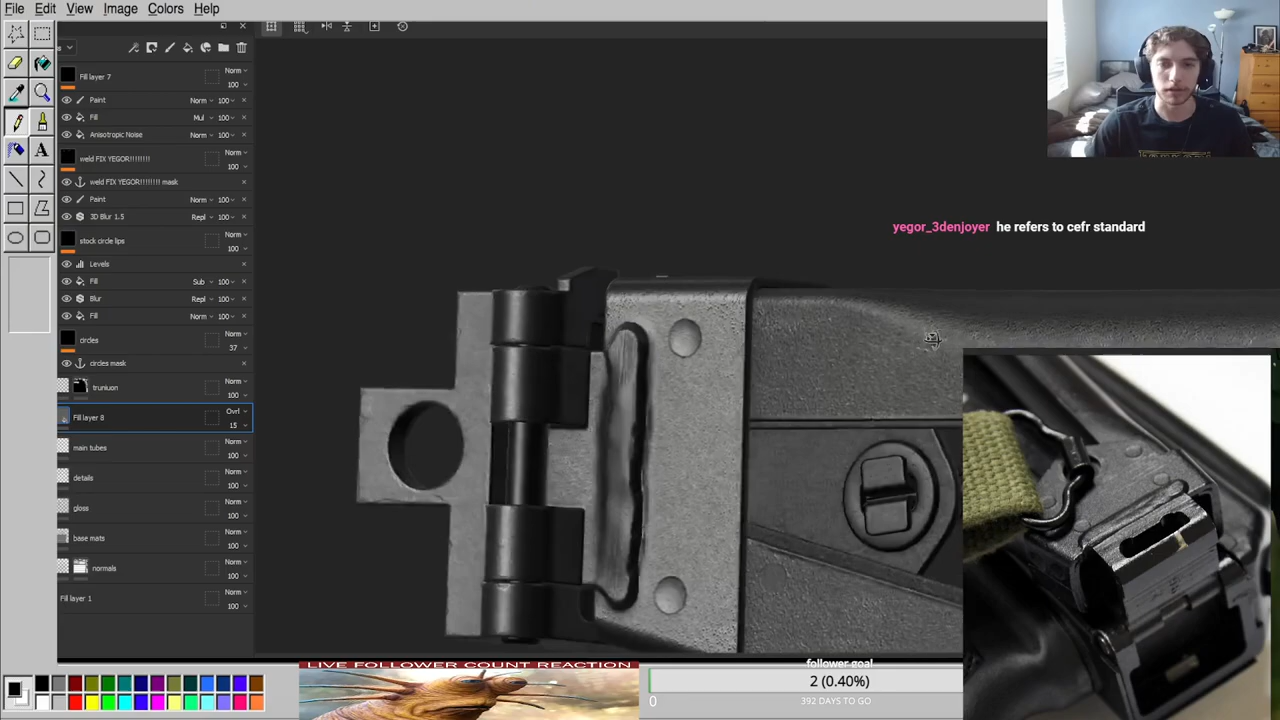 File Edit View Image Colors Help
s
Fill layer 7 Norm 100
Paint Norm 100
Fill Mul 100
Anisotropic Noise Norm 100
weld FIX YEGOR!!!!!!!! Norm 100
weld FIX YEGOR!!!!!!!! mask
Paint Norm 100
3D Blur 1.5 Repl 100
stock circle lips Norm 100
Levels
Fill Sub 100
Blur Repl 100
Fill Norm 100
circles Norm 37
circles mask
truniuon Norm 100
Fill layer 8 Ovrl 15
main tubes Norm 100
details Norm 100
gloss Norm 100
base mats Norm 100
normals Norm 100
Fill layer 1 Norm 100
A
yegor_3denjoyer he refers to cefr standard
LIVE FOLLOWER COUNT REACTION
follower goal
2 (0.40%)
0
392 DAYS TO GO